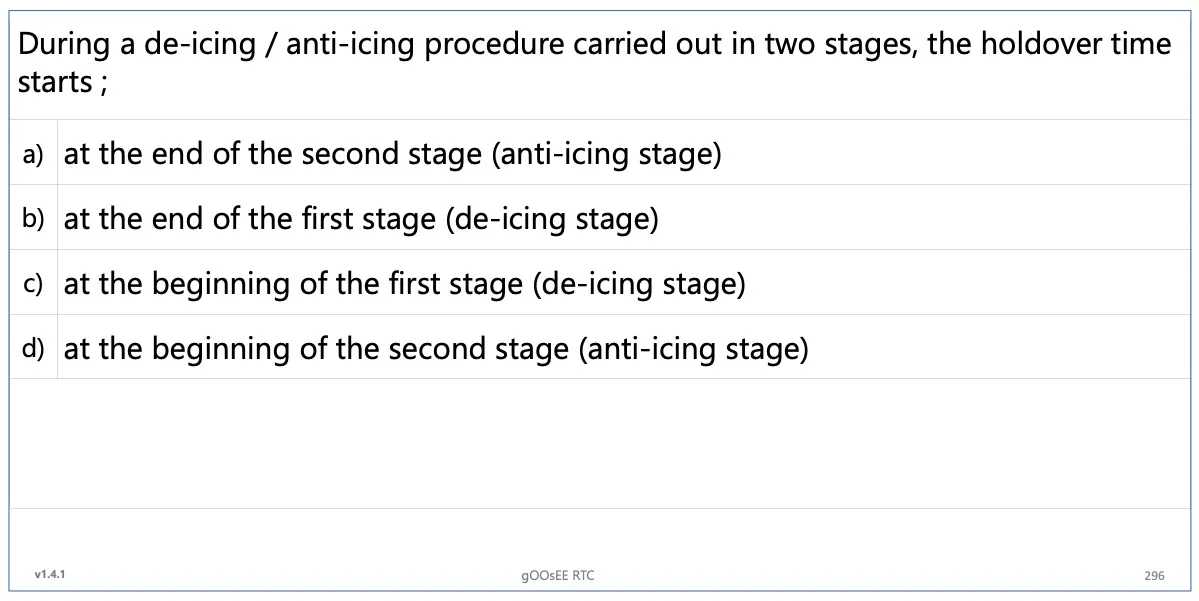 During a de-icing / anti-icing procedure carried out in two stages, the holdover time
starts ;
a) at the end of the second stage (anti-icing stage)
b) at the end of the first stage (de-icing stage)
c) at the beginning of the first stage (de-icing stage)
d) at the beginning of the second stage (anti-icing stage)
v1.4.1 gOOsEE RTC 296